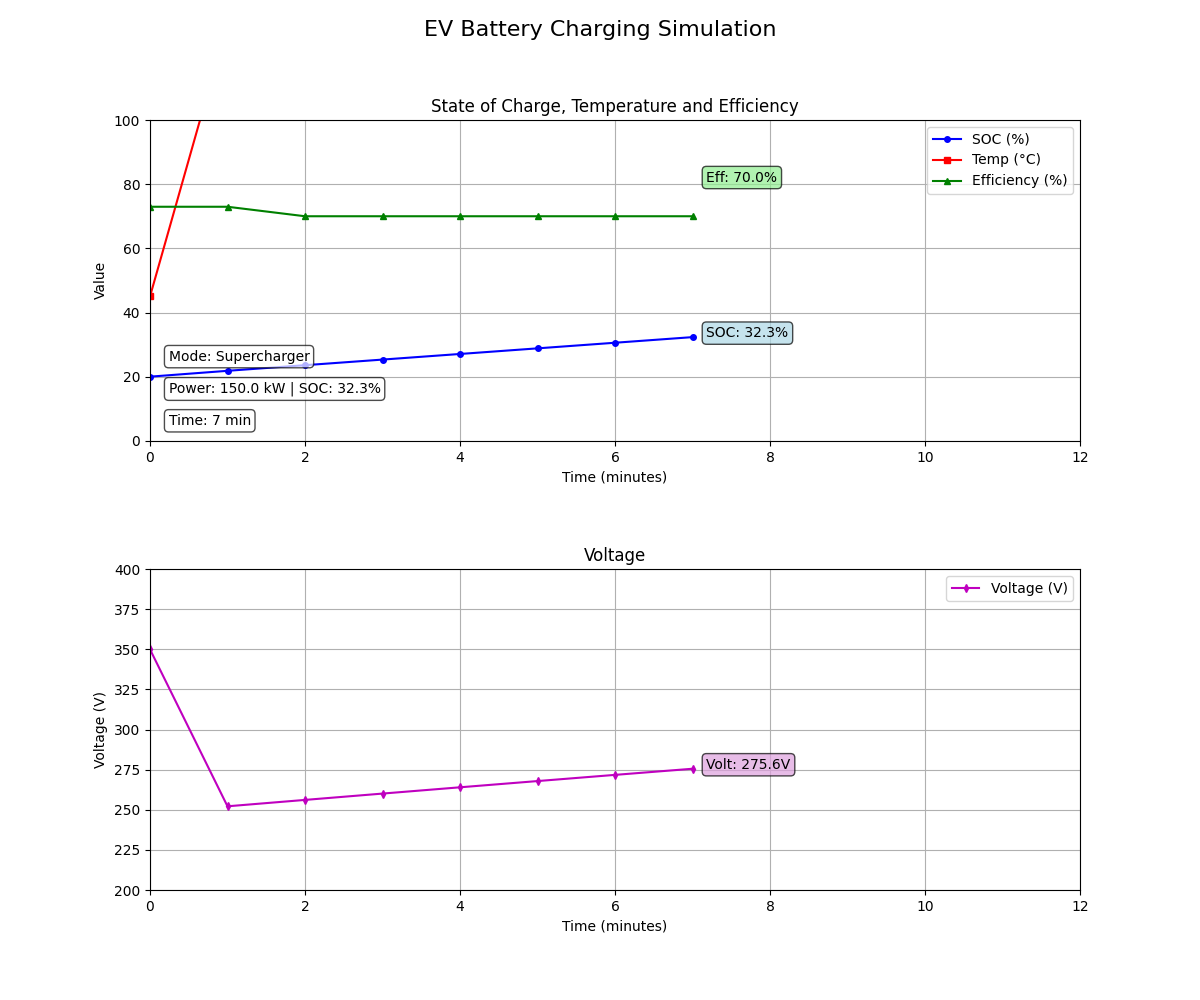 EV Battery Charging Simulation
State of Charge, Temperature and Efficiency
100
80
60
40
20
0
Value
SOC (%)
Temp (°C)
Efficiency (%)
Eff: 70.0%
SOC: 32.3%
Mode: Supercharger
Power: 150.0 kW | SOC: 32.3%
Time: 7 min
0 2 4 6 8 10 12
Time (minutes)
Voltage
400
375
350
325
300
275
250
225
200
Voltage (V)
Voltage (V)
Volt: 275.6V
0 2 4 6 8 10 12
Time (minutes)